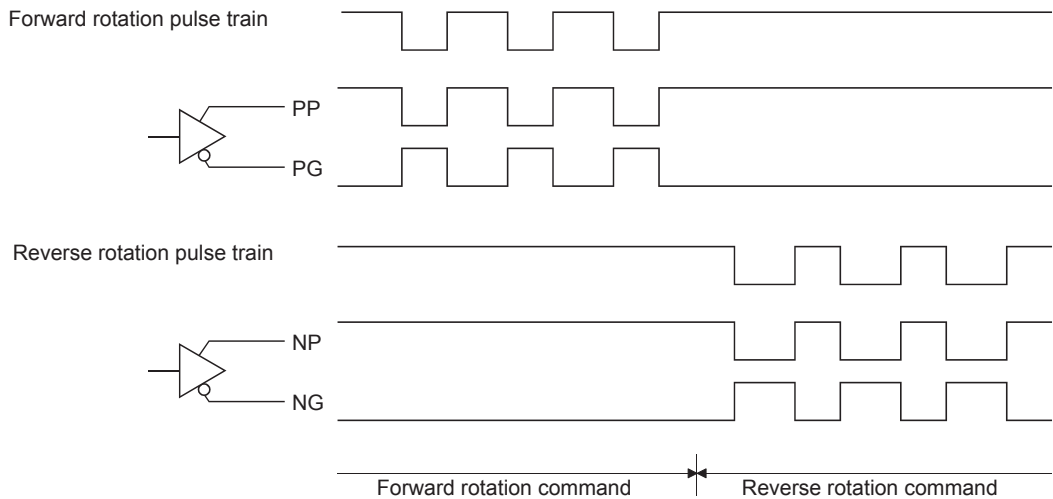 Forward rotation pulse train
PP
PG
Reverse rotation pulse train
NP
NG
Forward rotation command
Reverse rotation command